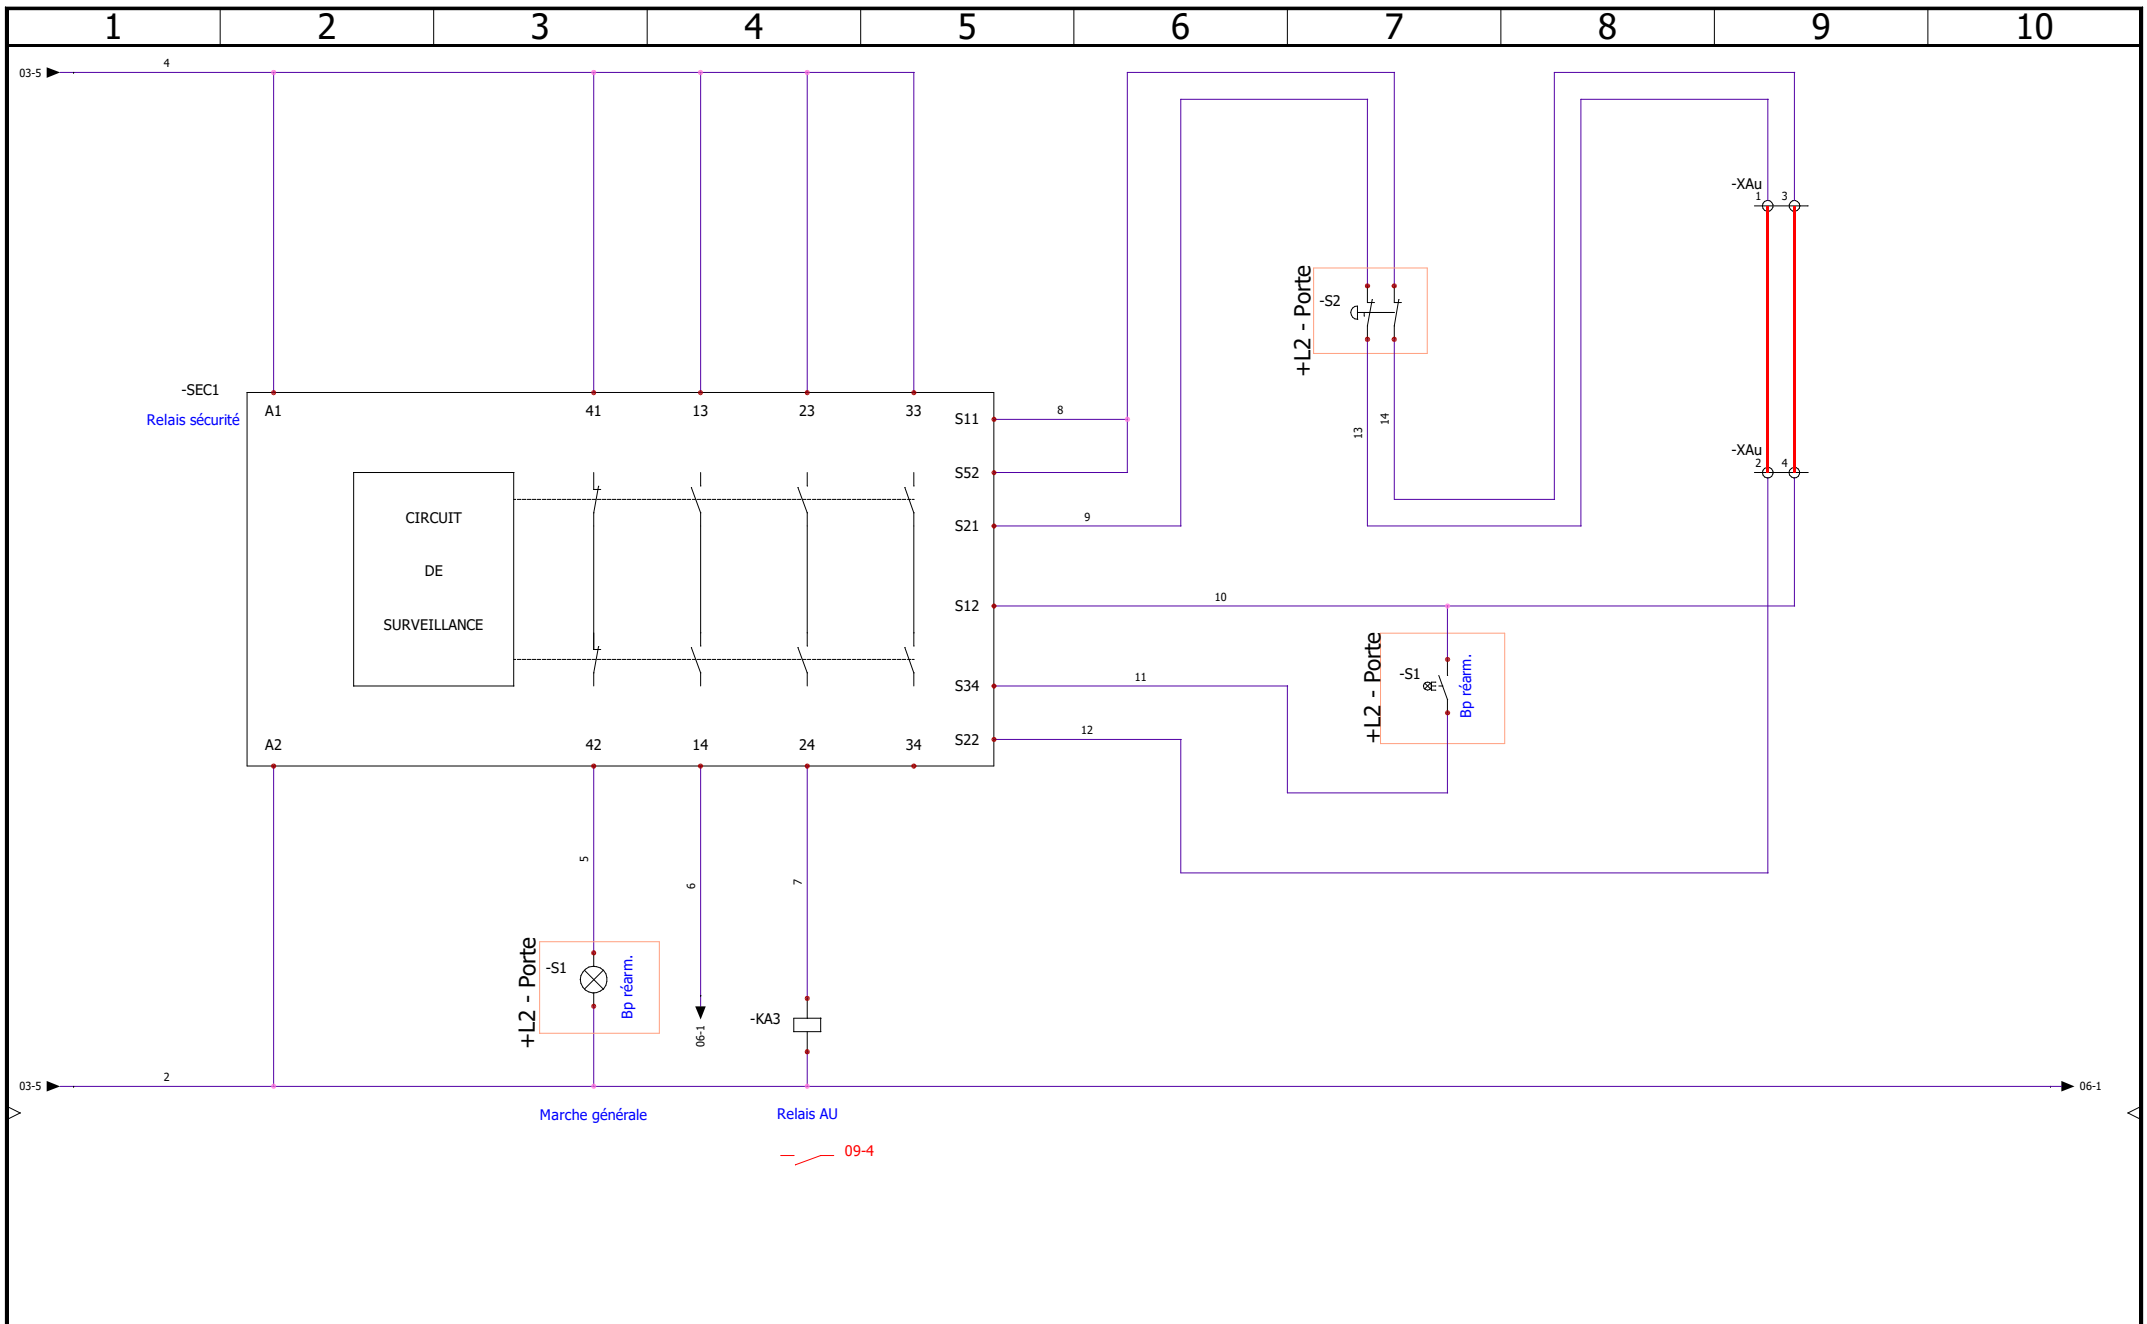 1 2 3 4 5 6 7 8 9 10
03-5 4
-XAu
1 3
+L2 - Porte
-S2
-SEC1
Relais sécurité
A1 41 13 23 33
S11 8
13 14
-XAu
2 4
S52
CIRCUIT
S21 9
DE
S12 10
SURVEILLANCE
+L2 - Porte
-S1
Bp réarm.
S34 11
S22 12
A2 42 14 24 34
5 6 7
+L2 - Porte
-S1
Bp réarm.
06-1
-KA3
03-5 2 06-1
Marche générale
Relais AU
09-4